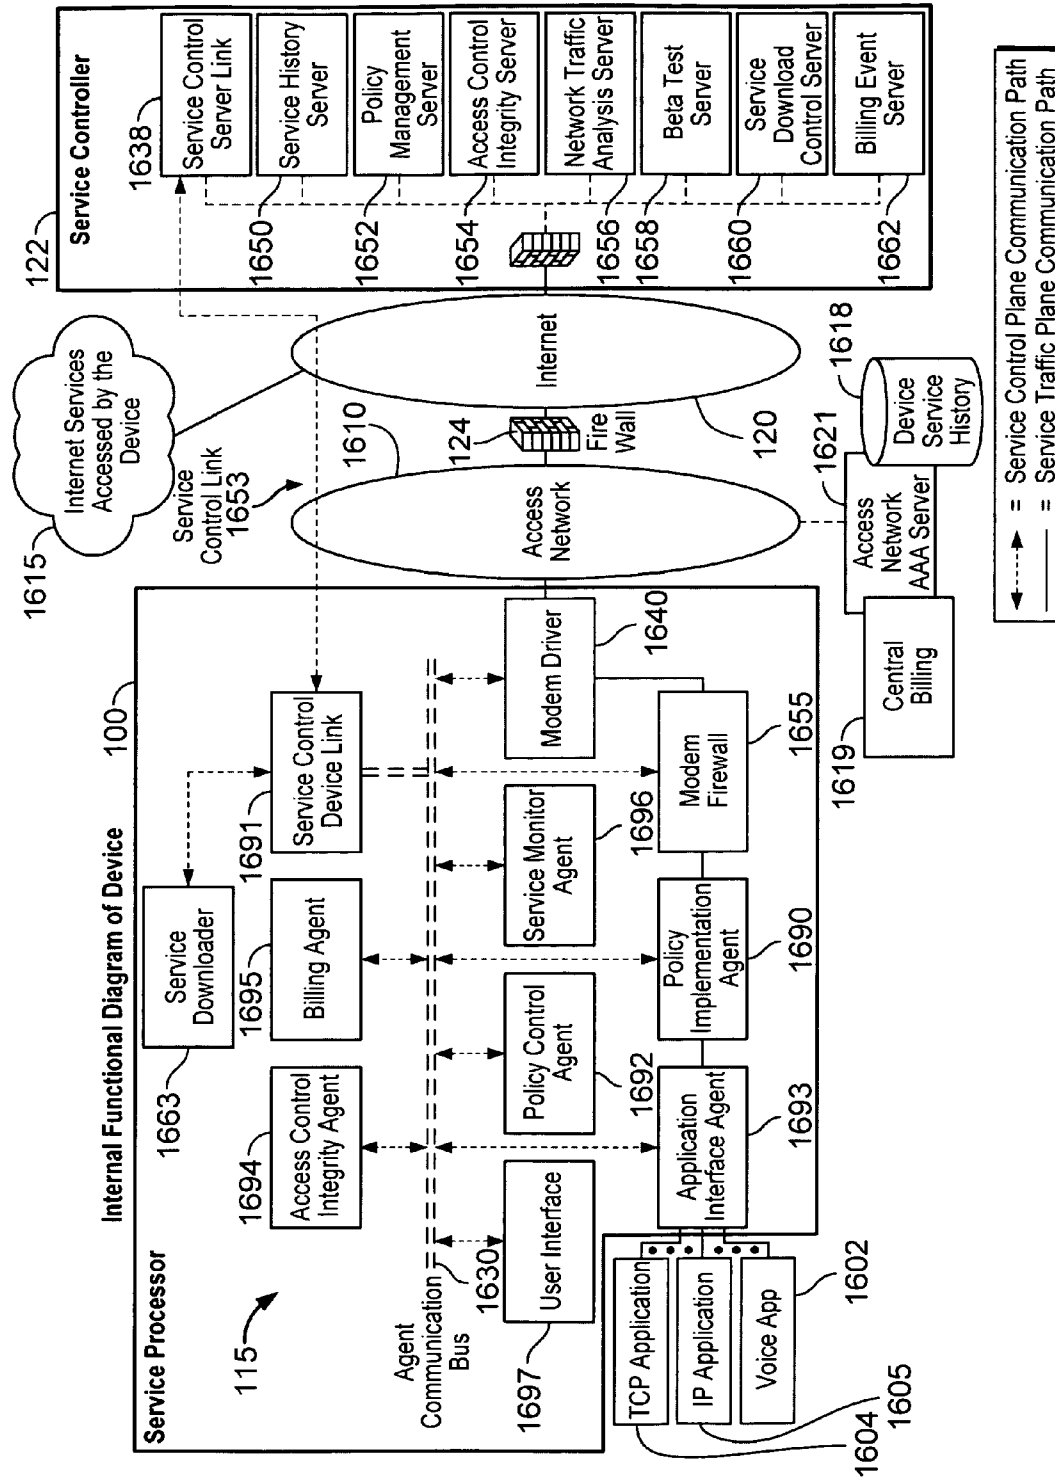 Internal Functional Diagram of Device
100
Service Processor
115
1663
Service
Downloader
1694
Access Control
Integrity Agent
1695
Billing Agent
1691
Service Control
Device Link
Agent
Communication
Bus
1630
1697
User Interface
Policy Control
Agent
1692
Service Monitor
Agent
1696
Modem Driver
1640
Application
Interface Agent
1693
Policy
Implementation
Agent
1690
Modem
Firewall
1655
TCP Application
IP Application
Voice App
1604
1605
1602
1615
Internet Services
Accessed by the
Device
Service
Control Link
1653
1610
Access
Network
124
Fire
Wall
Internet
120
1619
Central
Billing
Access
Network
AAA Server
1621
Device
Service
History
1618
122
Service Controller
1638
Service Control
Server Link
1650
Service History
Server
1652
Policy
Management
Server
1654
Access Control
Integrity Server
1656
Network Traffic
Analysis Server
1658
Beta Test
Server
1660
Service
Download
Control Server
1662
Billing Event
Server
= Service Control Plane Communication Path
= Service Traffic Plane Communication Path